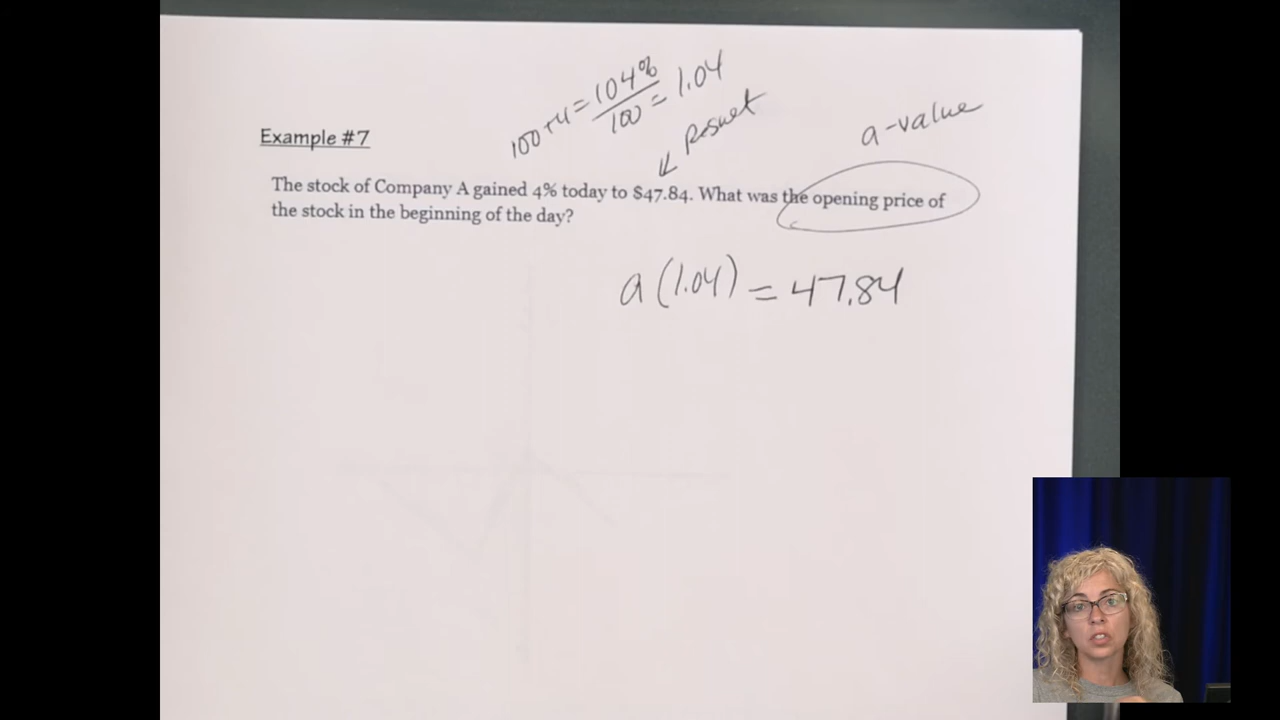 100 + 4 = 104% / 100 = 1.04
Result
a-value
Example #7
The stock of Company A gained 4% today to $47.84. What was the opening price of
the stock in the beginning of the day?
a (1.04) = 47.84